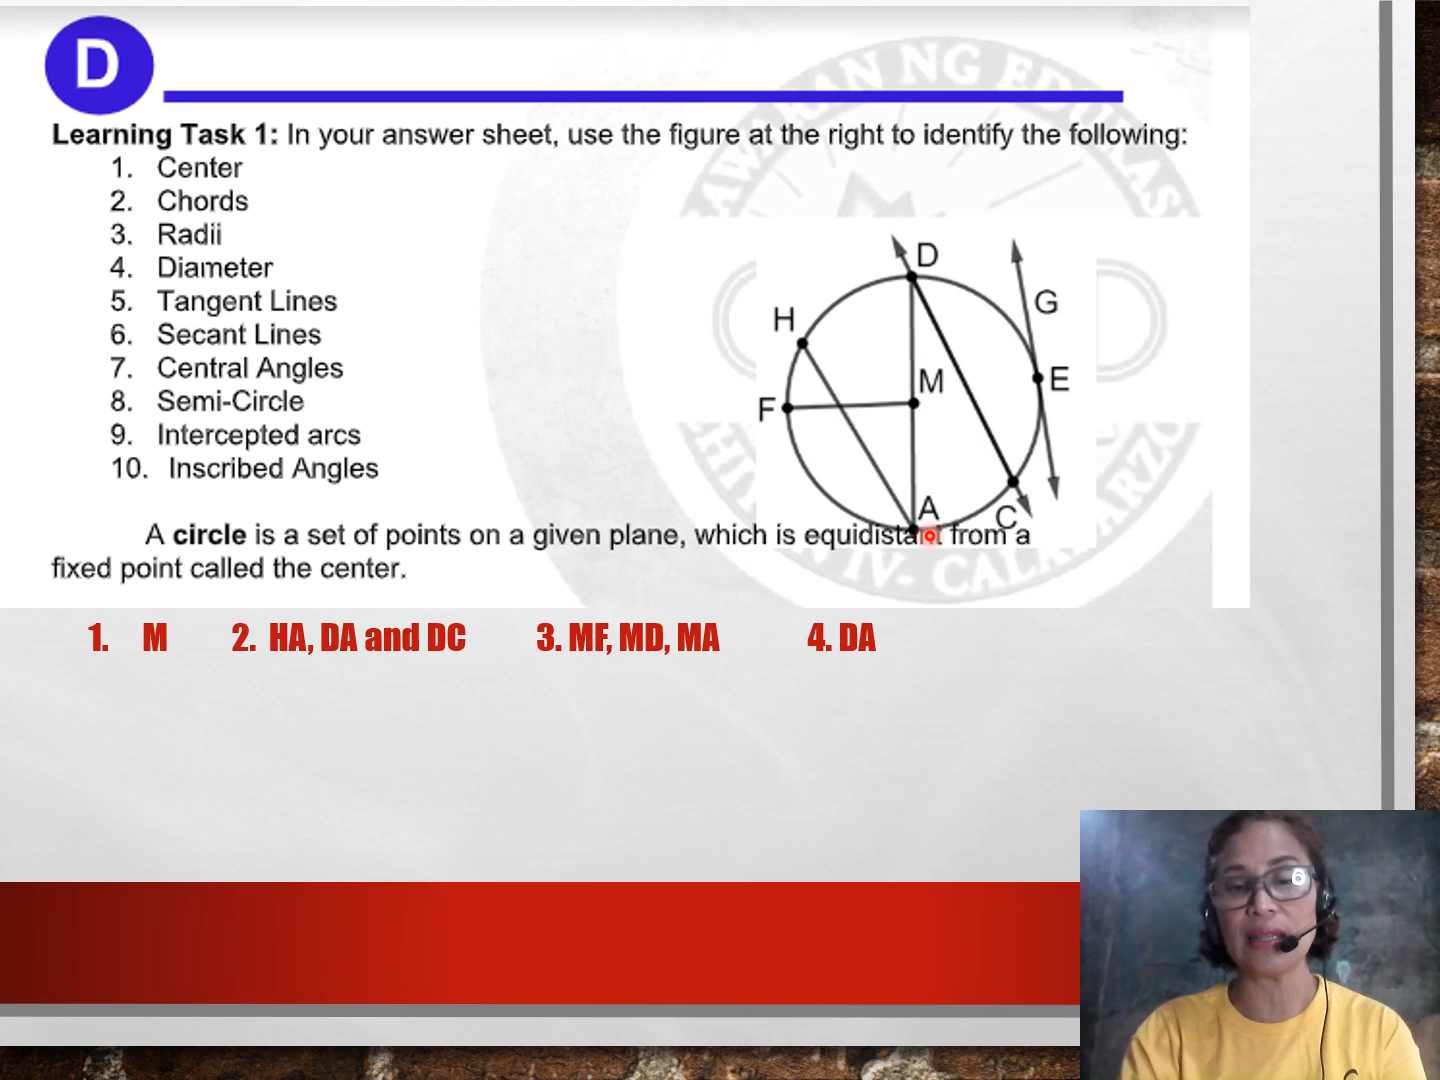 D
Learning Task 1: In your answer sheet, use the figure at the right to identify the following:
1. Center
2. Chords
3. Radii
4. Diameter
5. Tangent Lines
6. Secant Lines
7. Central Angles
8. Semi-Circle
9. Intercepted arcs
10. Inscribed Angles
D
G
H
M
E
F
A
C
A circle is a set of points on a given plane, which is equidistant from a
fixed point called the center.
1. M 2. HA, DA and DC 3. MF, MD, MA 4. DA